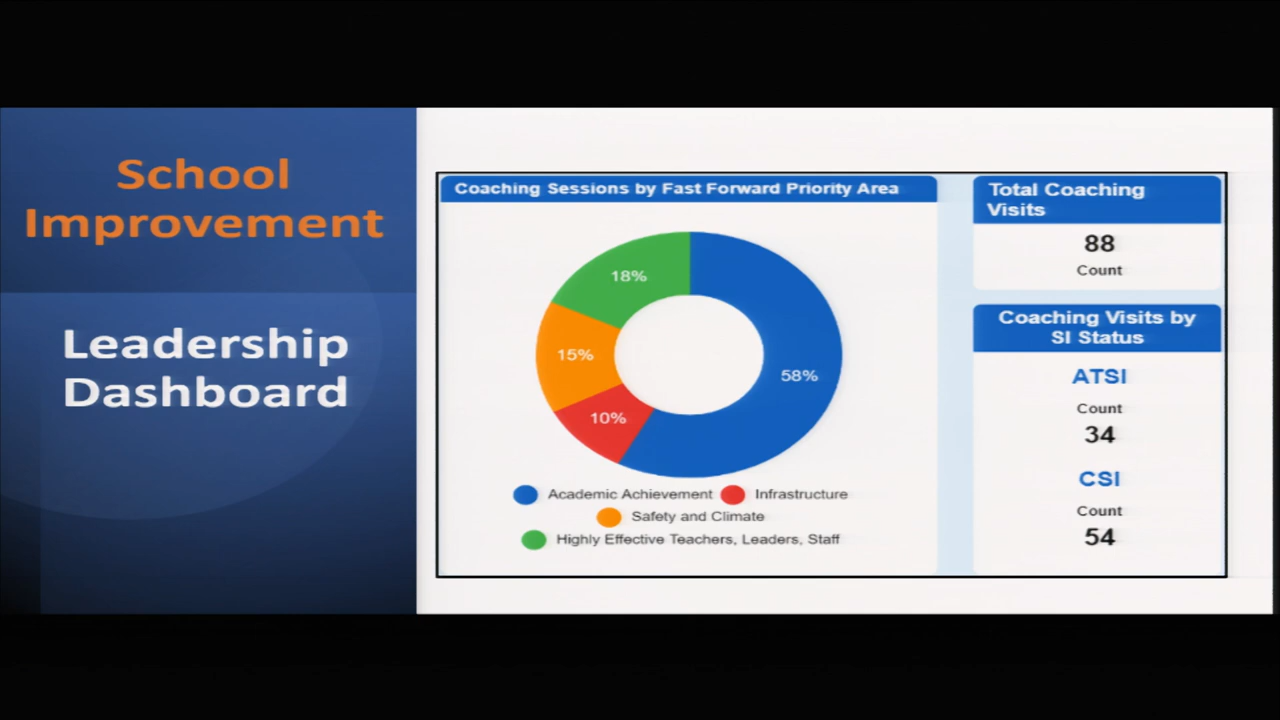 School
Improvement
Leadership
Dashboard
Coaching Sessions by Fast Forward Priority Area
18%
15%
10%
58%
Academic Achievement
Infrastructure
Safety and Climate
Highly Effective Teachers, Leaders, Staff
Total Coaching
Visits
88
Count
Coaching Visits by
SI Status
ATSI
Count
34
CSI
Count
54